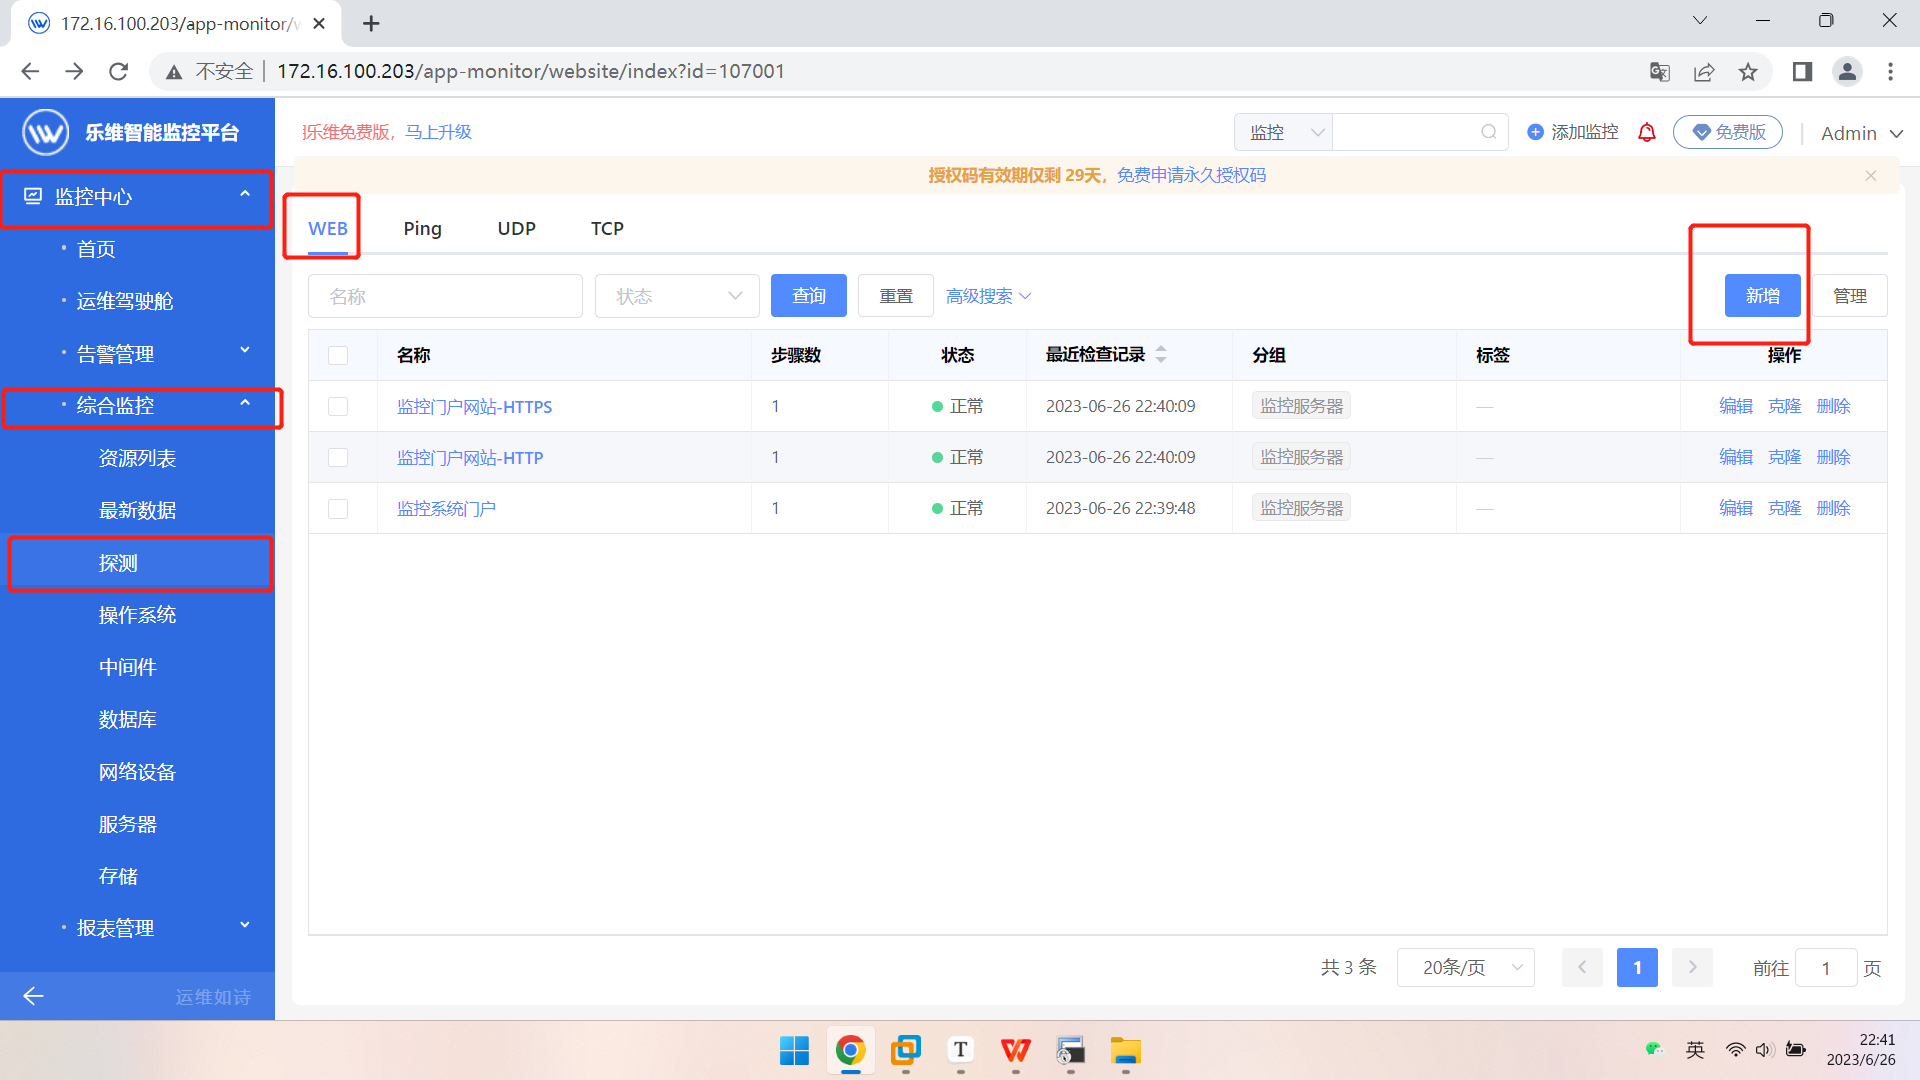 172.16.100.203/app-monitor/w
不安全
172.16.100.203/app-monitor/website/index?id=107001
乐维智能监控平台
乐维免费版，马上升级
监控
添加监控
免费版
Admin
授权码有效期仅剩 29天，免费申请永久授权码
监控中心
首页
运维驾驶舱
告警管理
综合监控
资源列表
最新数据
探测
操作系统
中间件
数据库
网络设备
服务器
存储
报表管理
运维如诗
WEB Ping UDP TCP
名称 状态 查询 重置 高级搜索 新增 管理
名称 步骤数 状态 最近检查记录 分组 标签 操作
监控门户网站-HTTPS 1 正常 2023-06-26 22:40:09 监控服务器 — 编辑 克隆 删除
监控门户网站-HTTP 1 正常 2023-06-26 22:40:09 监控服务器 — 编辑 克隆 删除
监控系统门户 1 正常 2023-06-26 22:39:48 监控服务器 — 编辑 克隆 删除
共 3 条 20条/页 1 前往 1 页
英
22:41
2023/6/26